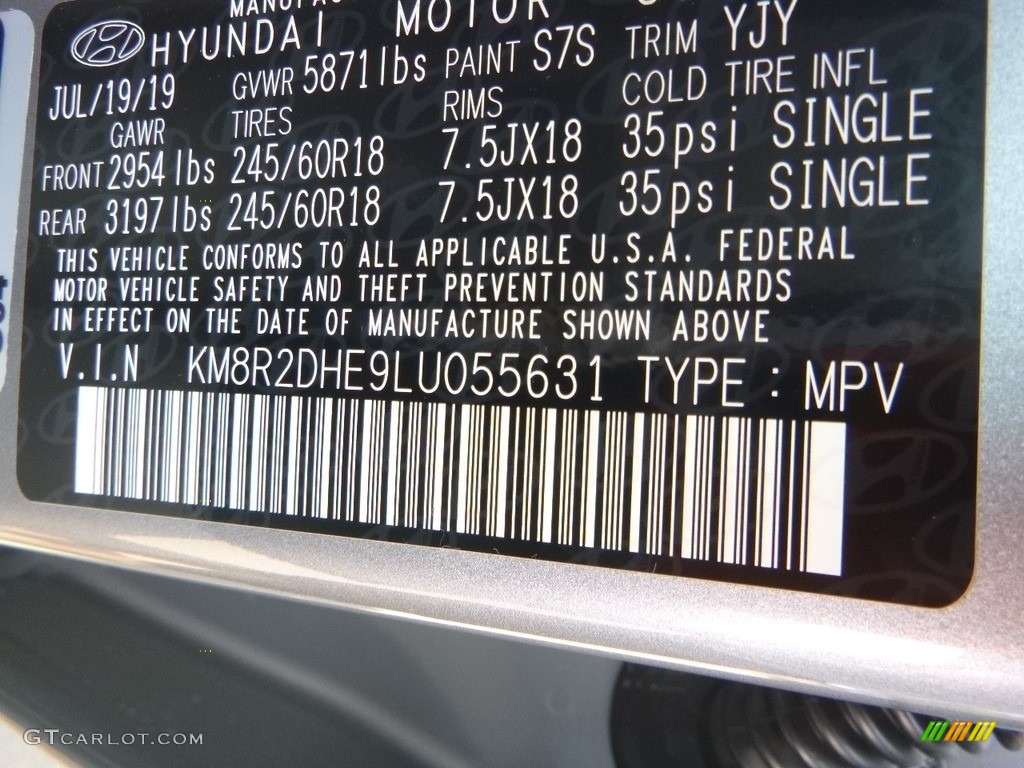 HYUNDAI MOTOR
JUL/19/19 GVWR 5871lbs PAINT S7S TRIM YJY
GAWR TIRES RIMS COLD TIRE INFL
FRONT 2954lbs 245/60R18 7.5JX18 35psi SINGLE
REAR 3197lbs 245/60R18 7.5JX18 35psi SINGLE
THIS VEHICLE CONFORMS TO ALL APPLICABLE U.S.A. FEDERAL
MOTOR VEHICLE SAFETY AND THEFT PREVENTION STANDARDS
IN EFFECT ON THE DATE OF MANUFACTURE SHOWN ABOVE
V.I.N KM8R2DHE9LU055631 TYPE : MPV
GTCARLOT.COM